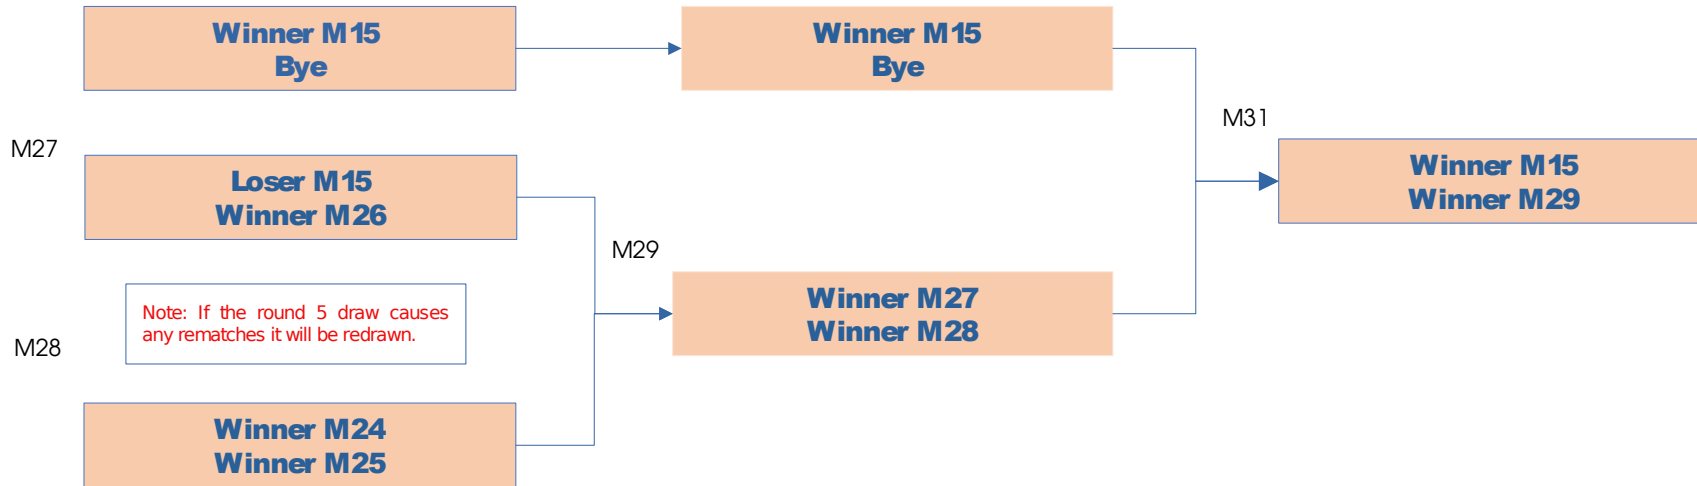 Winner M15
Bye
Winner M15
Bye
M31
M27
Loser M15
Winner M26
Winner M15
Winner M29
M29
Note: If the round 5 draw causes
any rematches it will be redrawn.
Winner M27
Winner M28
M28
Winner M24
Winner M25